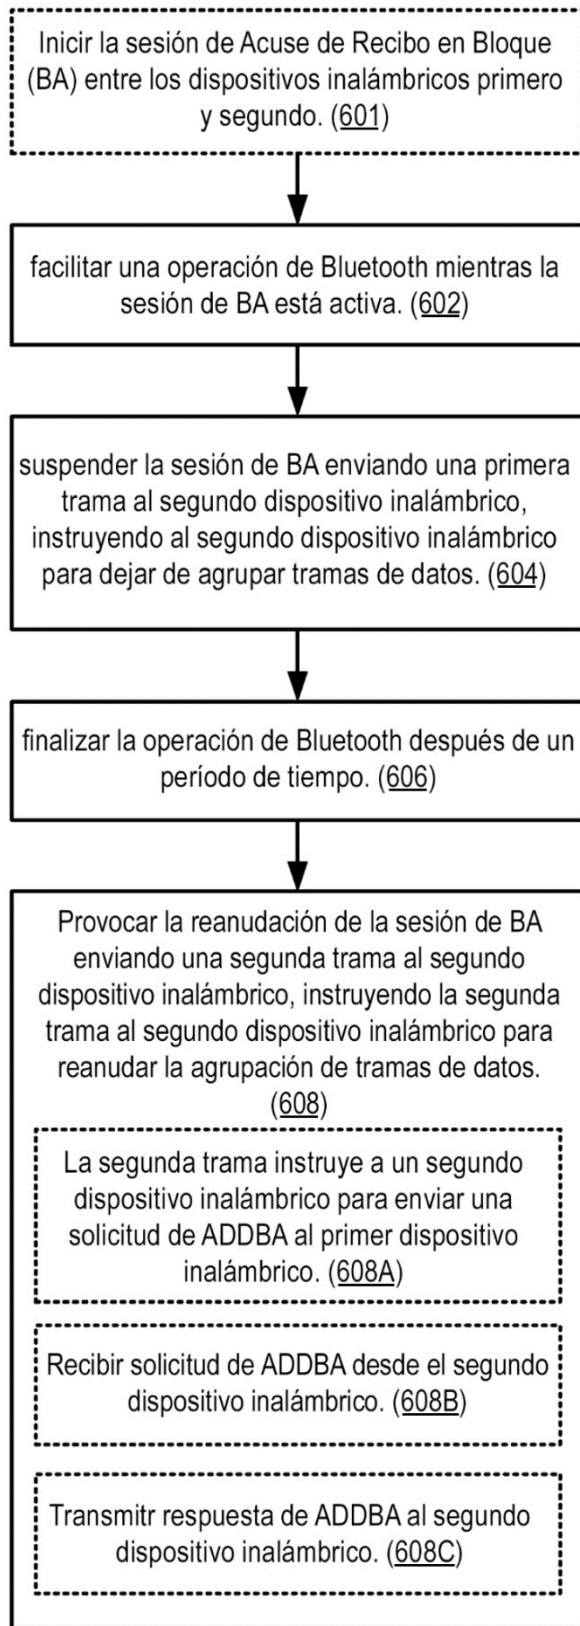 Inicir la sesión de Acuse de Recibo en Bloque
(BA) entre los dispositivos inalámbricos primero
y segundo. (601)
facilitar una operación de Bluetooth mientras la
sesión de BA está activa. (602)
suspender la sesión de BA enviando una primera
trama al segundo dispositivo inalámbrico,
instruyendo al segundo dispositivo inalámbrico
para dejar de agrupar tramas de datos. (604)
finalizar la operación de Bluetooth después de un
período de tiempo. (606)
Provocar la reanudación de la sesión de BA
enviando una segunda trama al segundo
dispositivo inalámbrico, instruyendo la segunda
trama al segundo dispositivo inalámbrico para
reanudar la agrupación de tramas de datos.
(608)
La segunda trama instruye a un segundo
dispositivo inalámbrico para enviar una
solicitud de ADDBA al primer dispositivo
inalámbrico. (608A)
Recibir solicitud de ADDBA desde el segundo
dispositivo inalámbrico. (608B)
Transmitr respuesta de ADDBA al segundo
dispositivo inalámbrico. (608C)